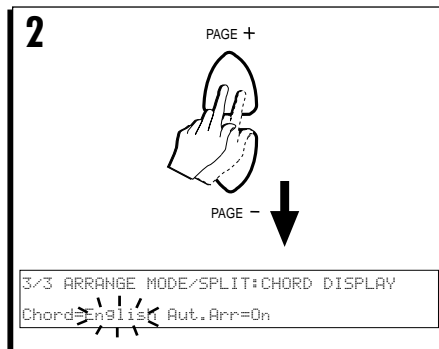 2
PAGE +
PAGE −
3/3 ARRANGE MODE/SPLIT:CHORD DISPLAY
Chord=English Aut.Arr=On